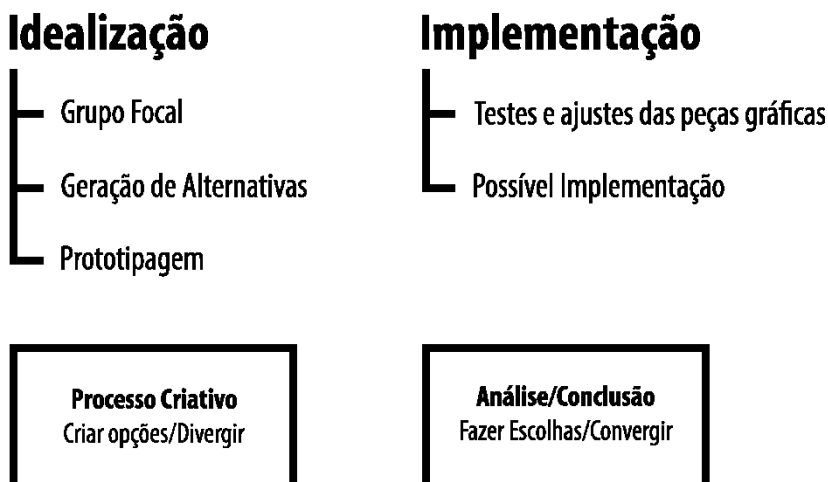 Idealização
Grupo Focal
Geração de Alternativas
Prototipagem
Processo Criativo
Criar opções/Divergir
Implementação
Testes e ajustes das peças gráficas
Possível Implementação
Análise/Conclusão
Fazer Escolhas/Convergir